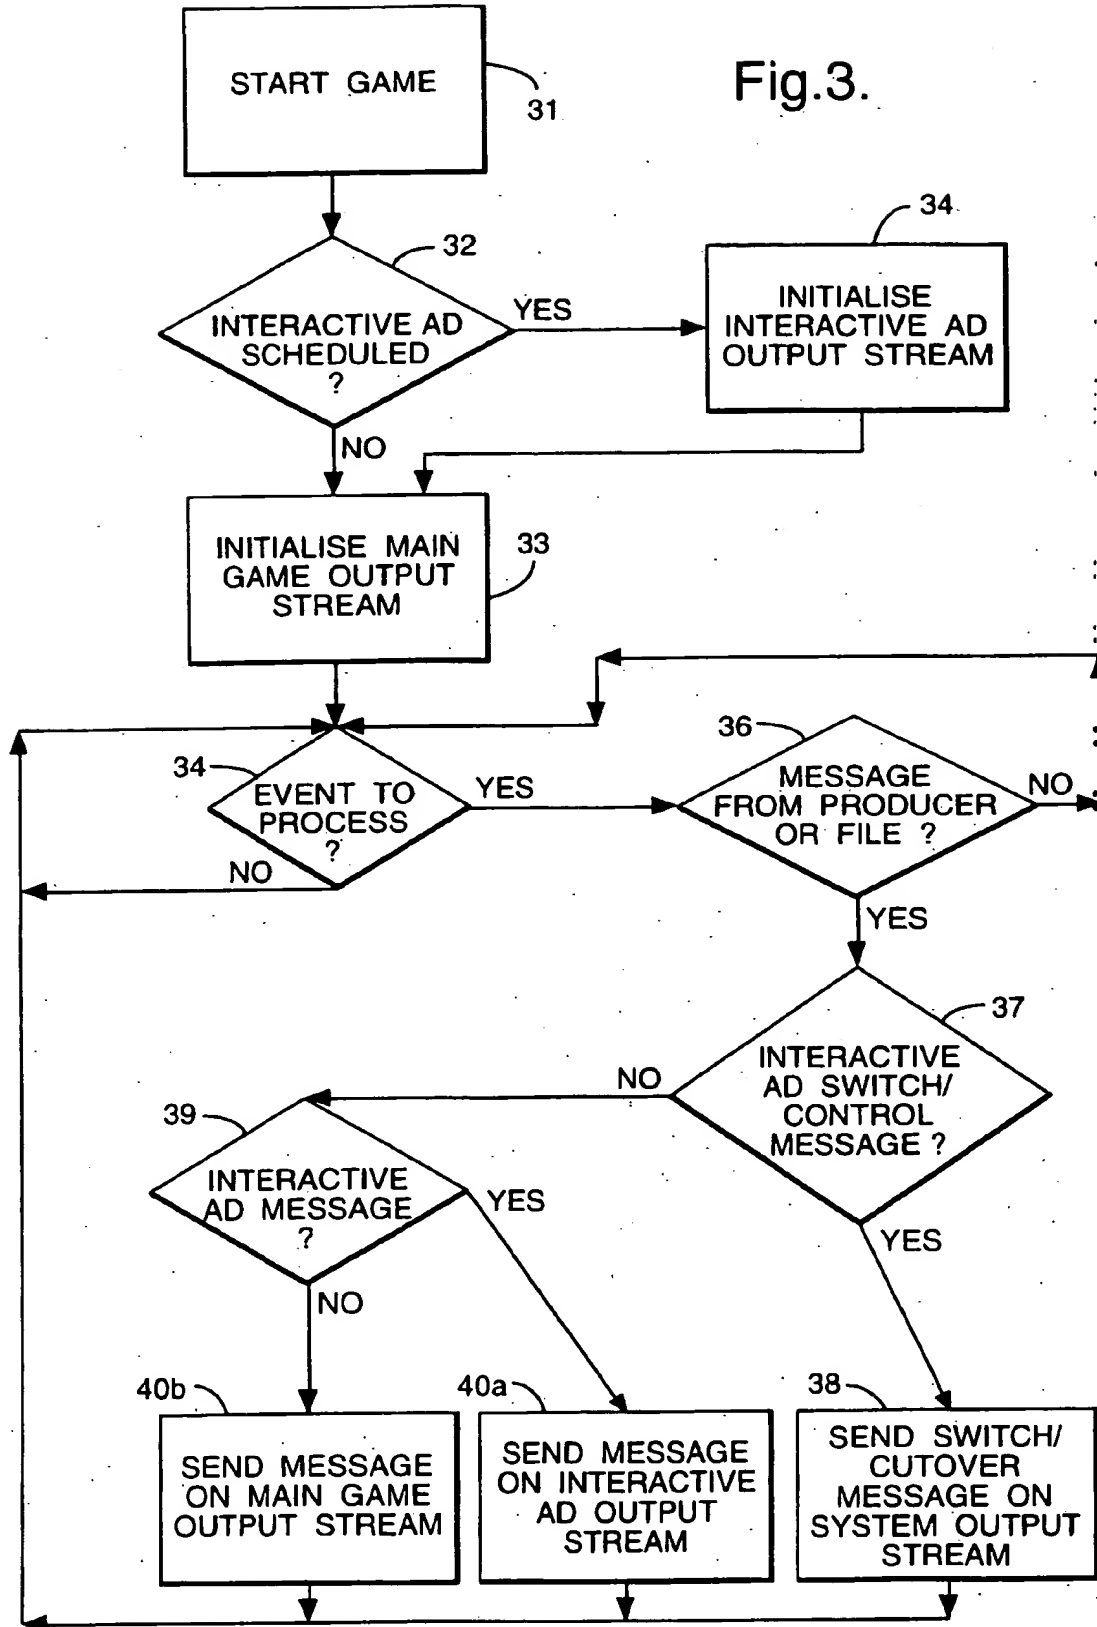 Fig.3.
START GAME
31
32
INTERACTIVE AD
SCHEDULED
?
YES
NO
34
INITIALISE
INTERACTIVE AD
OUTPUT STREAM
INITIALISE MAIN
GAME OUTPUT
STREAM
33
34
EVENT TO
PROCESS
?
YES
NO
36
MESSAGE
FROM PRODUCER
OR FILE ?
NO
YES
37
INTERACTIVE
AD SWITCH/
CONTROL
MESSAGE ?
NO
YES
39
INTERACTIVE
AD MESSAGE
?
YES
NO
40b
SEND MESSAGE
ON MAIN GAME
OUTPUT STREAM
40a
SEND MESSAGE
ON INTERACTIVE
AD OUTPUT
STREAM
38
SEND SWITCH/
CUTOVER
MESSAGE ON
SYSTEM OUTPUT
STREAM